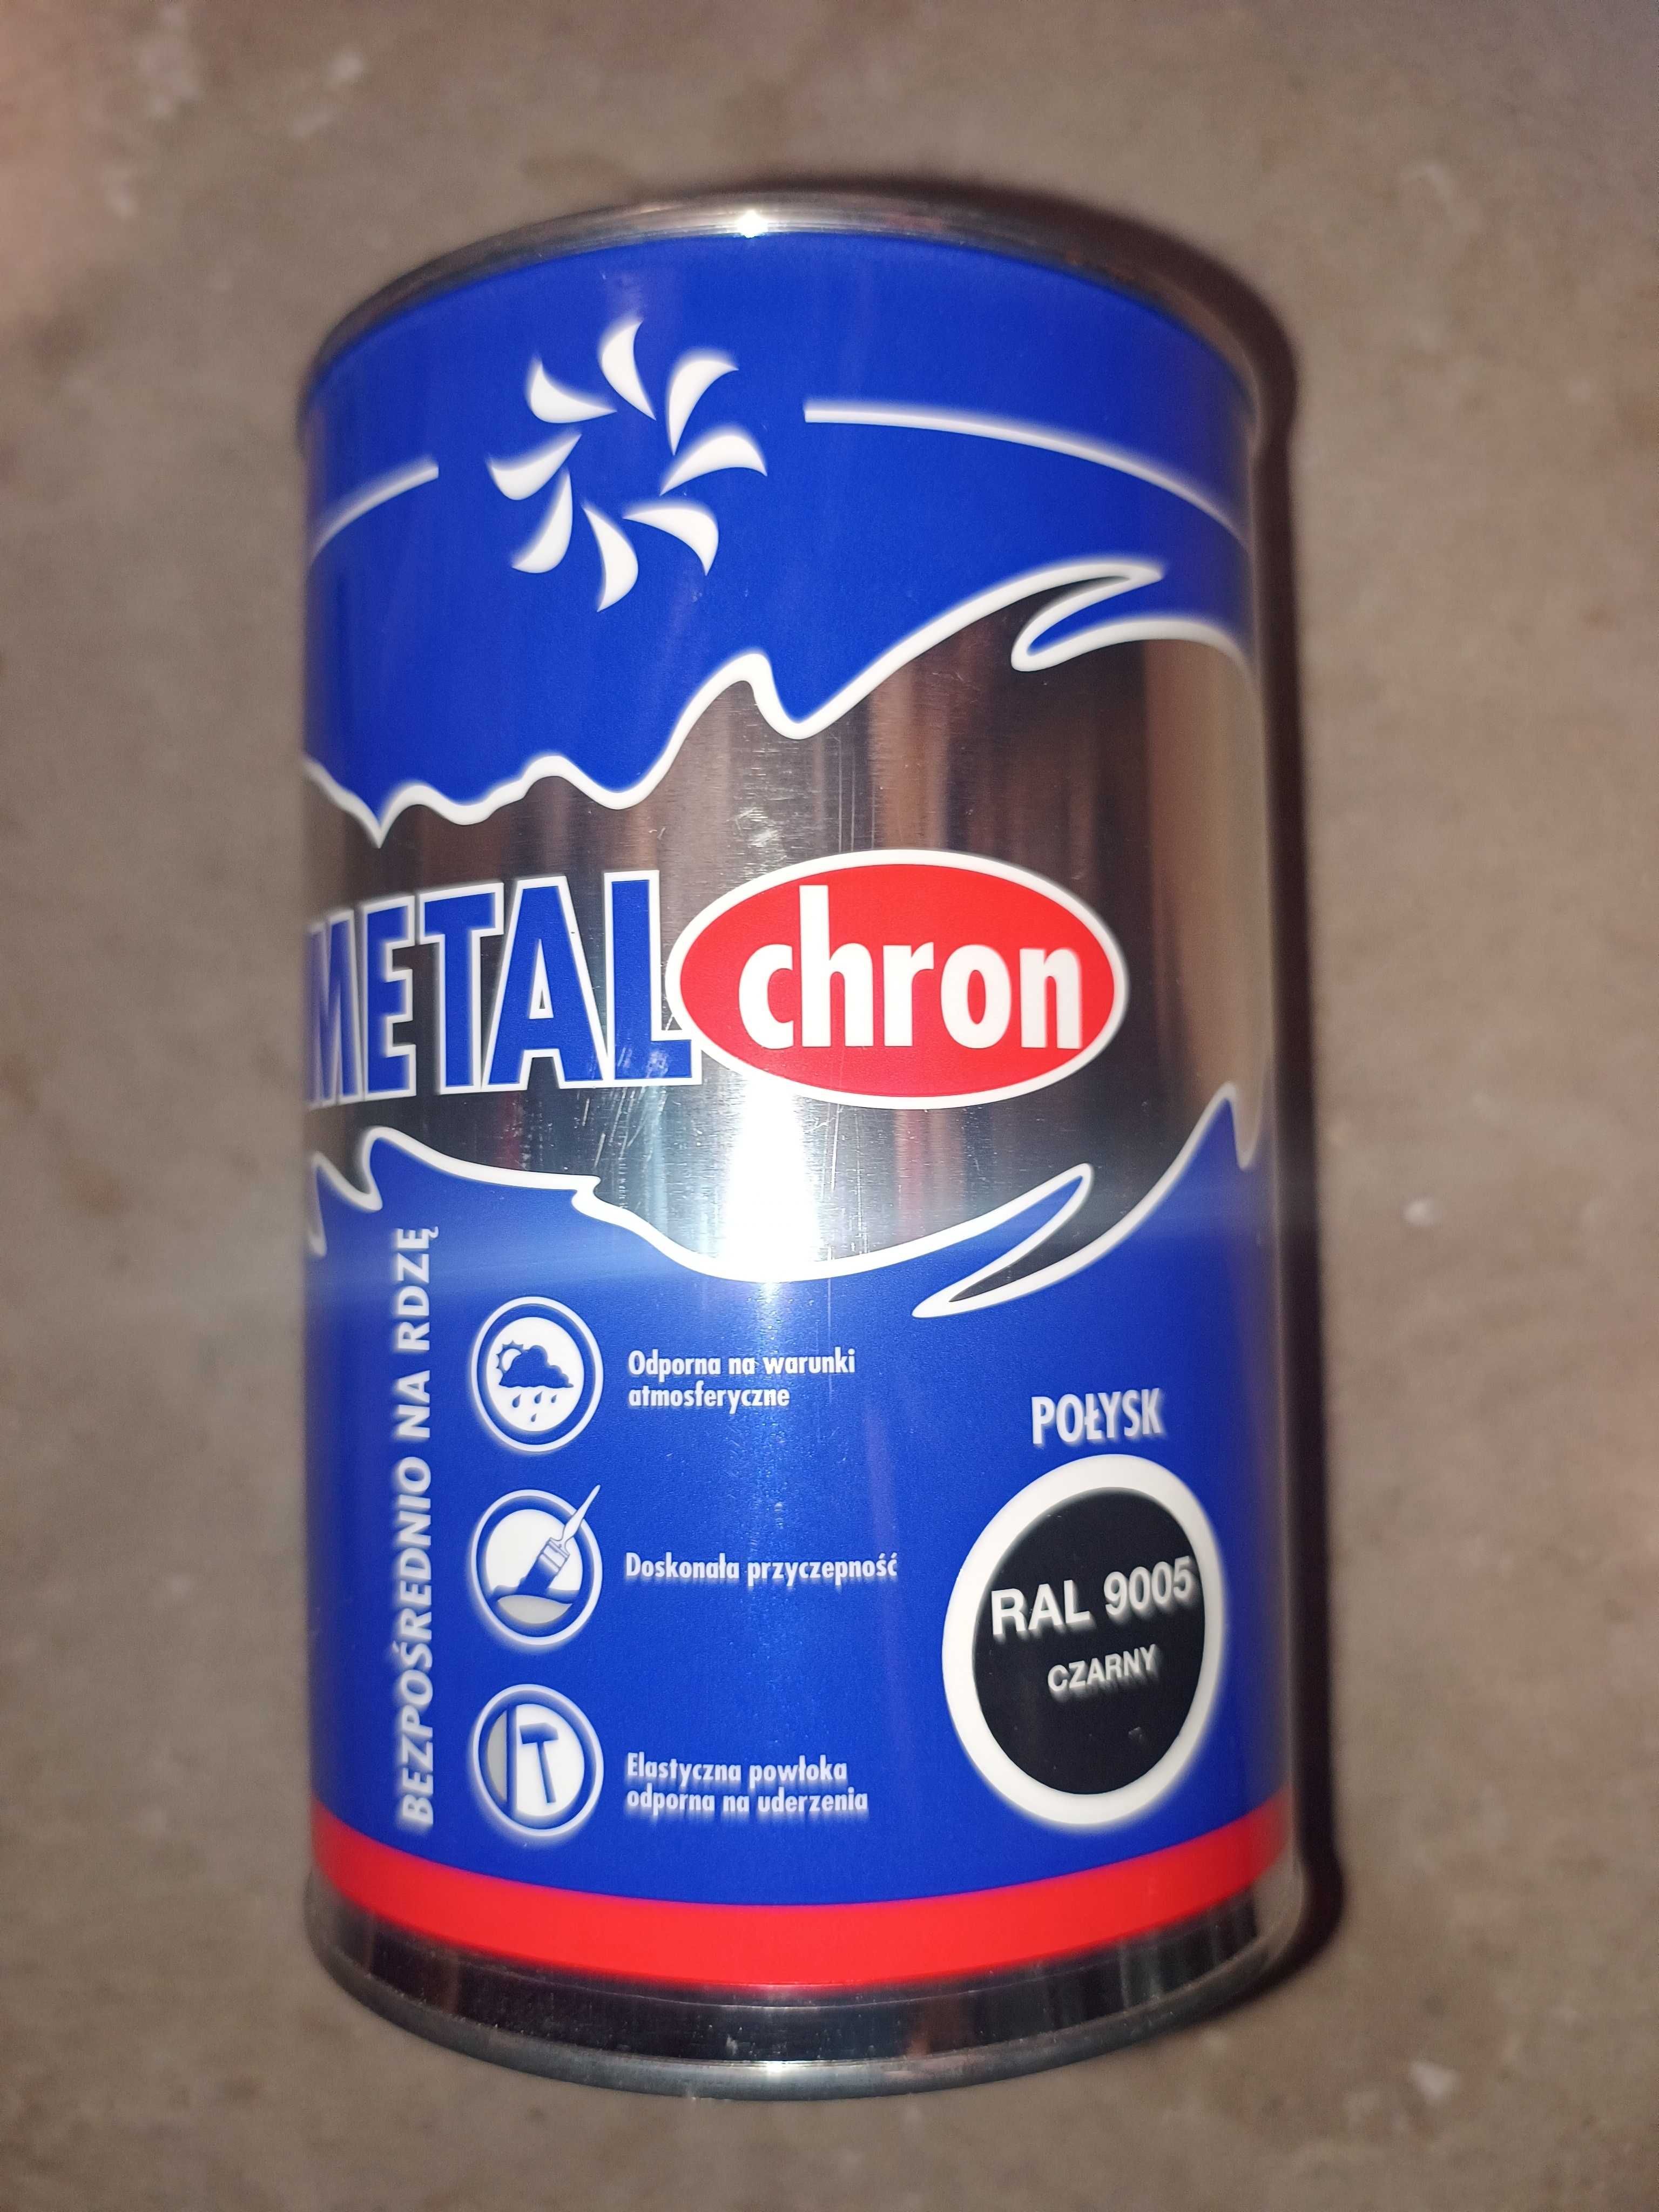 METAL chron
BEZPOŚREDNIO NA RDZĘ
Odporna na warunki
atmosferyczne
Doskonała przyczepność
Elastyczna powłoka
odporna na uderzenia
POŁYSK
RAL 9005
CZARNY